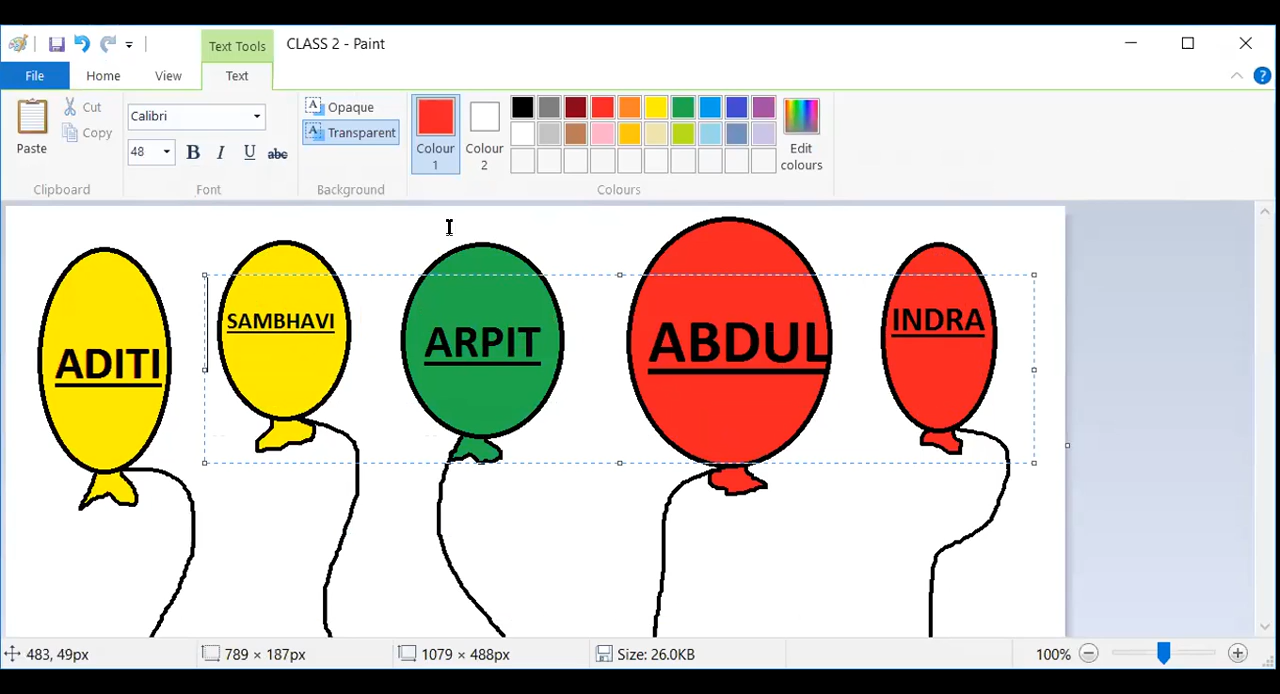 Text Tools
CLASS 2 - Paint
File
Home
View
Text
Paste
Cut
Copy
Clipboard
Calibri
48
B I U abc
Font
Opaque
Transparent
Background
Colour
1
Colour
2
Edit
colours
Colours
ADITI
SAMBHAVI
ARPIT
ABDUL
INDRA
483, 49px
789 × 187px
1079 × 488px
Size: 26.0KB
100%